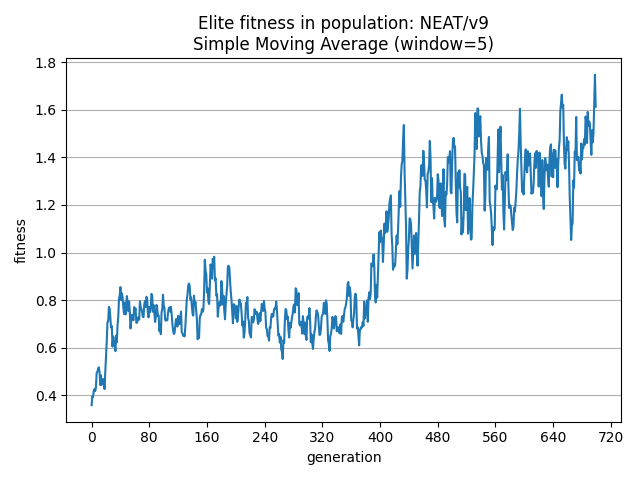 Elite fitness in population: NEAT/v9
Simple Moving Average (window=5)
1.8
1.6
1.4
1.2
1.0
0.8
0.6
0.4
fitness
0 80 160 240 320 400 480 560 640 720
generation